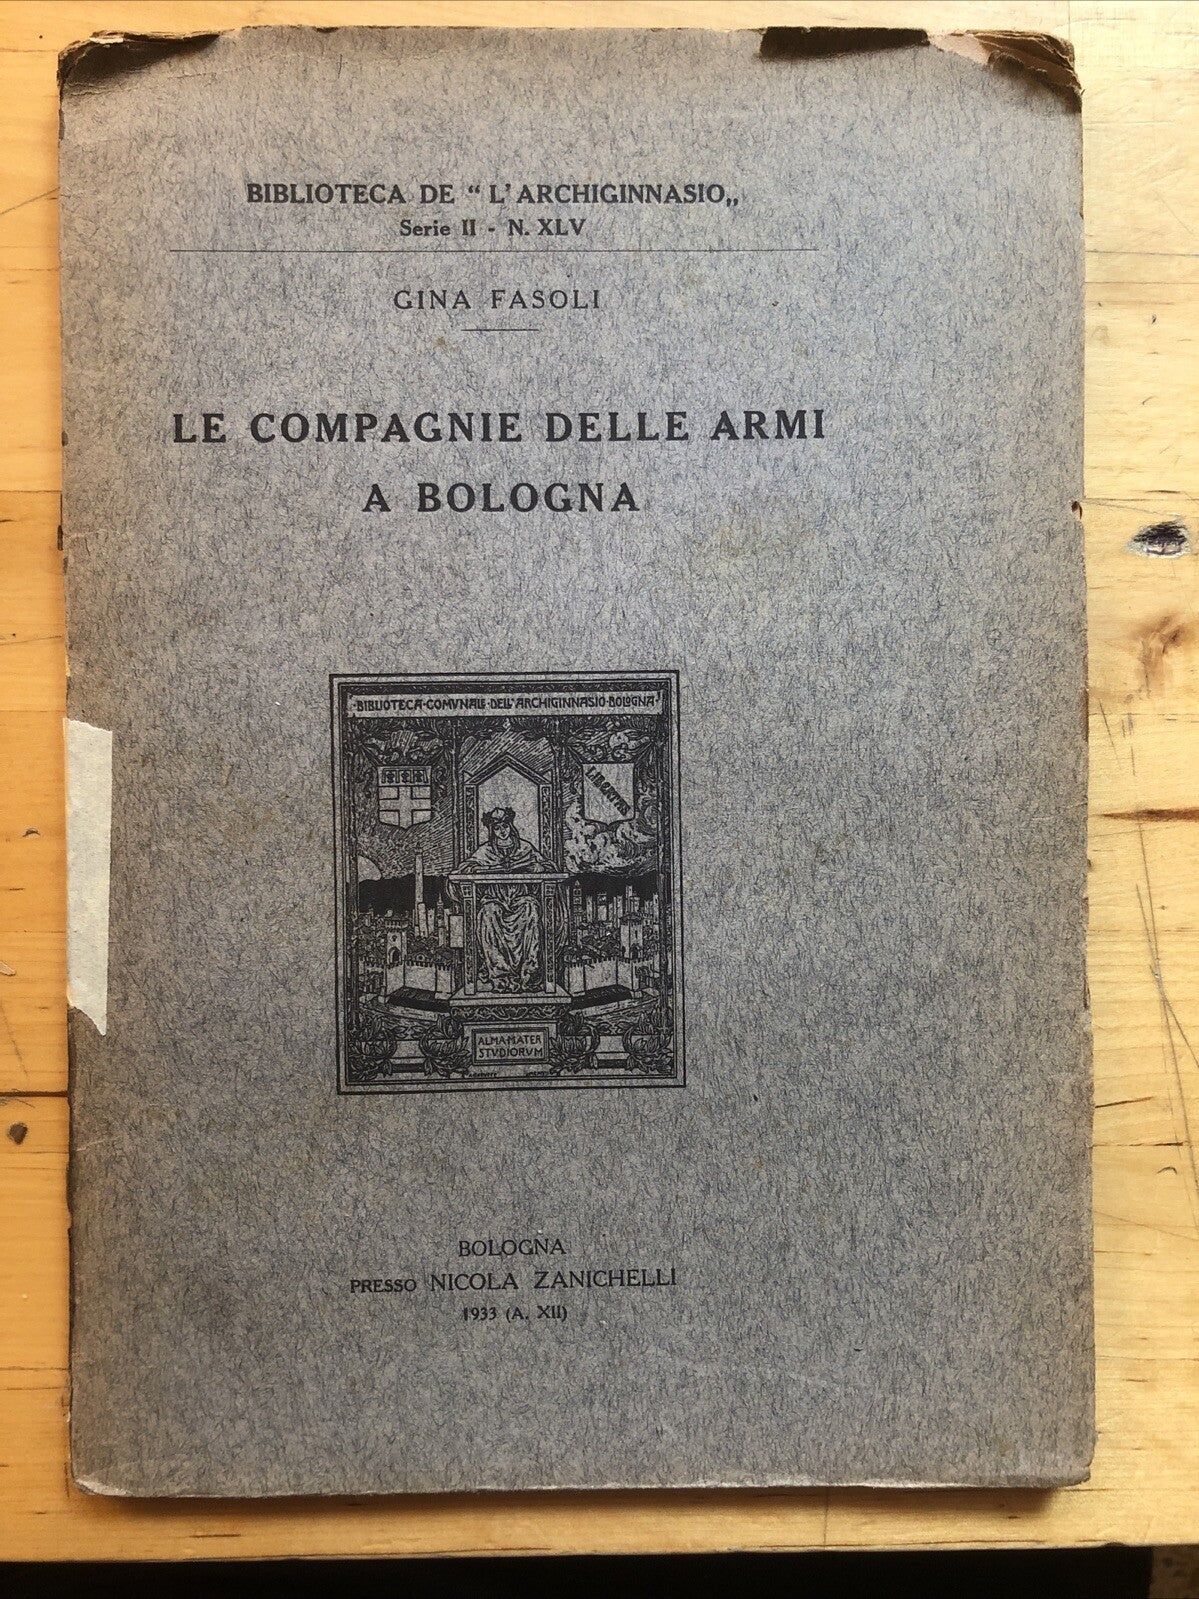 BIBLIOTECA DE “ L’ARCHIGINNASIO„
Serie II - N. XLV
GINA FASOLI
LE COMPAGNIE DELLE ARMI
A BOLOGNA
·BIBLIOTECA·COMVNALE·DELL'ARCHIGINNASIO·BOLOGNA·
LIBERTAS
ALMA·MATER
STVDIORVM
BOLOGNA
PRESSO NICOLA ZANICHELLI
1933 (A. XII)